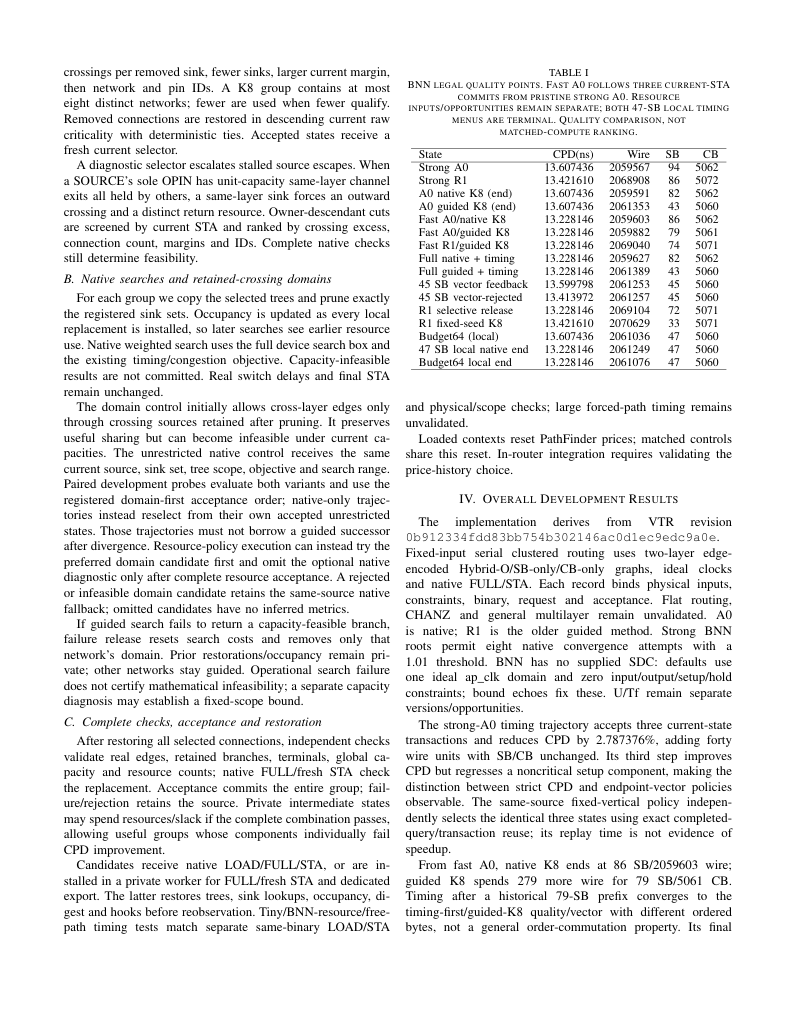 crossings per removed sink, fewer sinks, larger current margin,
then network and pin IDs. A K8 group contains at most
eight distinct networks; fewer are used when fewer qualify.
Removed connections are restored in descending current raw
criticality with deterministic ties. Accepted states receive a
fresh current selector.
A diagnostic selector escalates stalled source escapes. When
a SOURCE's sole OPIN has unit-capacity same-layer channel
exits all held by others, a same-layer sink forces an outward
crossing and a distinct return resource. Owner-descendant cuts
are screened by current STA and ranked by crossing excess,
connection count, margins and IDs. Complete native checks
still determine feasibility.
B. Native searches and retained-crossing domains
For each group we copy the selected trees and prune exactly
the registered sink sets. Occupancy is updated as every local
replacement is installed, so later searches see earlier resource
use. Native weighted search uses the full device search box and
the existing timing/congestion objective. Capacity-infeasible
results are not committed. Real switch delays and final STA
remain unchanged.
The domain control initially allows cross-layer edges only
through crossing sources retained after pruning. It preserves
useful sharing but can become infeasible under current ca-
pacities. The unrestricted native control receives the same
current source, sink set, tree scope, objective and search range.
Paired development probes evaluate both variants and use the
registered domain-first acceptance order; native-only trajec-
tories instead reselect from their own accepted unrestricted
states. Those trajectories must not borrow a guided successor
after divergence. Resource-policy execution can instead try the
preferred domain candidate first and omit the optional native
diagnostic only after complete resource acceptance. A rejected
or infeasible domain candidate retains the same-source native
fallback; omitted candidates have no inferred metrics.
If guided search fails to return a capacity-feasible branch,
failure release resets search costs and removes only that
network's domain. Prior restorations/occupancy remain pri-
vate; other networks stay guided. Operational search failure
does not certify mathematical infeasibility; a separate capacity
diagnosis may establish a fixed-scope bound.
C. Complete checks, acceptance and restoration
After restoring all selected connections, independent checks
validate real edges, retained branches, terminals, global ca-
pacity and resource counts; native FULL/fresh STA check
the replacement. Acceptance commits the entire group; fail-
ure/rejection retains the source. Private intermediate states
may spend resources/slack if the complete combination passes,
allowing useful groups whose components individually fail
CPD improvement.
Candidates receive native LOAD/FULL/STA, or are in-
stalled in a private worker for FULL/fresh STA and dedicated
export. The latter restores trees, sink lookups, occupancy, di-
gest and hooks before reobservation. Tiny/BNN-resource/free-
path timing tests match separate same-binary LOAD/STA
TABLE I
BNN LEGAL QUALITY POINTS. FAST A0 FOLLOWS THREE CURRENT-STA
COMMITS FROM PRISTINE STRONG A0. RESOURCE
INPUTS/OPPORTUNITIES REMAIN SEPARATE; BOTH 47-SB LOCAL TIMING
MENUS ARE TERMINAL. QUALITY COMPARISON, NOT
MATCHED-COMPUTE RANKING.
State CPD(ns) Wire SB CB
Strong A0 13.607436 2059567 94 5062
Strong R1 13.421610 2068908 86 5072
A0 native K8 (end) 13.607436 2059591 82 5062
A0 guided K8 (end) 13.607436 2061353 43 5060
Fast A0/native K8 13.228146 2059603 86 5062
Fast A0/guided K8 13.228146 2059882 79 5061
Fast R1/guided K8 13.228146 2069040 74 5071
Full native + timing 13.228146 2059627 82 5062
Full guided + timing 13.228146 2061389 43 5060
45 SB vector feedback 13.599798 2061253 45 5060
45 SB vector-rejected 13.413972 2061257 45 5060
R1 selective release 13.228146 2069104 72 5071
R1 fixed-seed K8 13.421610 2070629 33 5071
Budget64 (local) 13.607436 2061036 47 5060
47 SB local native end 13.228146 2061249 47 5060
Budget64 local end 13.228146 2061076 47 5060
and physical/scope checks; large forced-path timing remains
unvalidated.
Loaded contexts reset PathFinder prices; matched controls
share this reset. In-router integration requires validating the
price-history choice.
IV. OVERALL DEVELOPMENT RESULTS
The implementation derives from VTR revision
0b912334fdd83bb754b302146ac0d1ec9edc9a0e.
Fixed-input serial clustered routing uses two-layer edge-
encoded Hybrid-O/SB-only/CB-only graphs, ideal clocks
and native FULL/STA. Each record binds physical inputs,
constraints, binary, request and acceptance. Flat routing,
CHANZ and general multilayer remain unvalidated. A0
is native; R1 is the older guided method. Strong BNN
roots permit eight native convergence attempts with a
1.01 threshold. BNN has no supplied SDC: defaults use
one ideal ap_clk domain and zero input/output/setup/hold
constraints; bound echoes fix these. U/Tf remain separate
versions/opportunities.
The strong-A0 timing trajectory accepts three current-state
transactions and reduces CPD by 2.787376%, adding forty
wire units with SB/CB unchanged. Its third step improves
CPD but regresses a noncritical setup component, making the
distinction between strict CPD and endpoint-vector policies
observable. The same-source fixed-vertical policy indepen-
dently selects the identical three states using exact completed-
query/transaction reuse; its replay time is not evidence of
speedup.
From fast A0, native K8 ends at 86 SB/2059603 wire;
guided K8 spends 279 more wire for 79 SB/5061 CB.
Timing after a historical 79-SB prefix converges to the
timing-first/guided-K8 quality/vector with different ordered
bytes, not a general order-commutation property. Its final